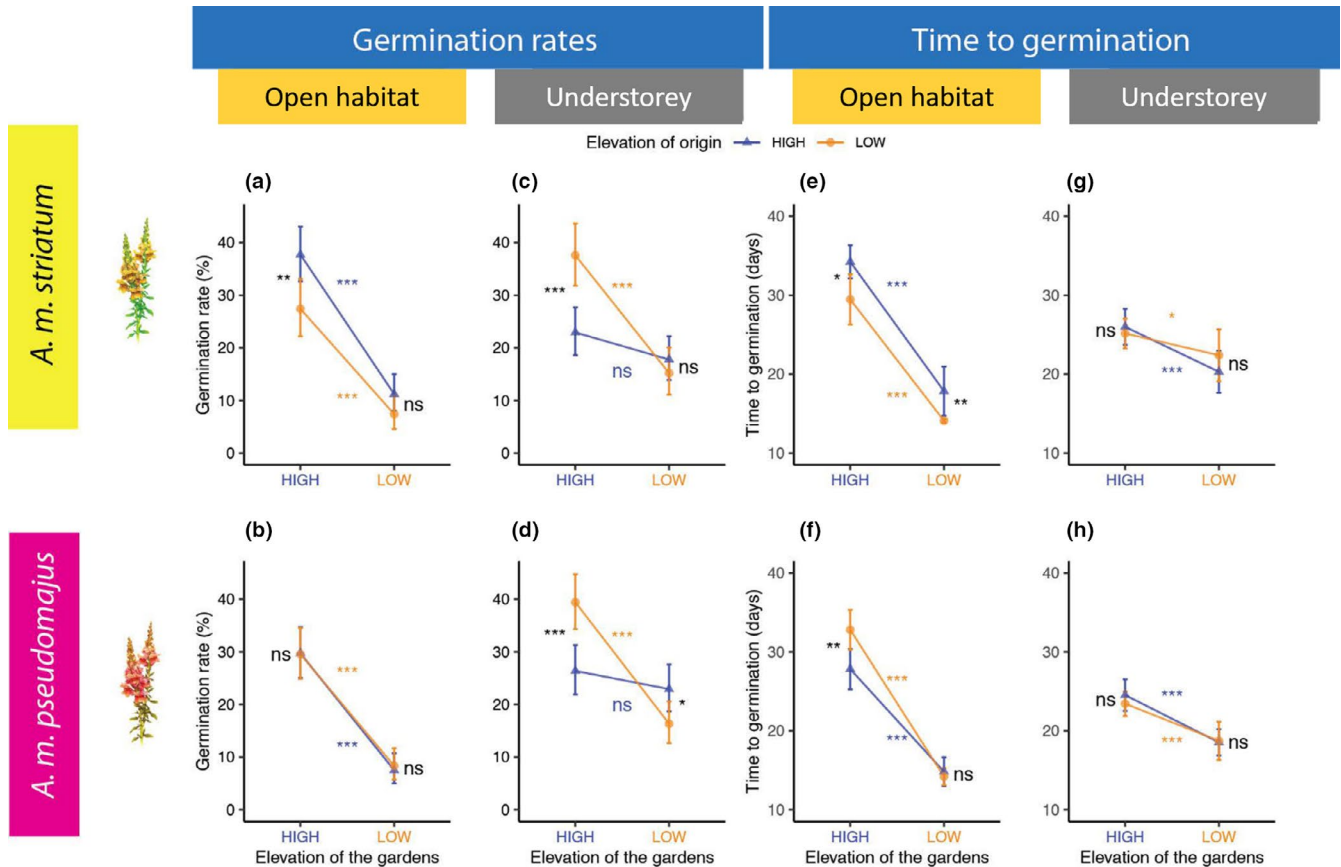 Germination rates Time to germination
Open habitat Understorey Open habitat Understorey
Elevation of origin HIGH LOW
A. m. striatum
(a) (c) (e) (g)
Germination rate (%)
40
30
20
10
0
**
***
***
ns
HIGH LOW
40
30
20
10
0
***
***
ns
ns
HIGH LOW
Time to germination (days)
40
30
20
10
*
***
***
**
HIGH LOW
40
30
20
10
ns
*
***
ns
HIGH LOW
A. m. pseudomajus
(b) (d) (f) (h)
Germination rate (%)
40
30
20
10
0
ns
***
***
ns
HIGH LOW
Elevation of the gardens
40
30
20
10
0
***
***
ns
*
HIGH LOW
Elevation of the gardens
Time to germination (days)
40
30
20
10
**
***
***
ns
HIGH LOW
Elevation of the gardens
40
30
20
10
ns
***
***
ns
HIGH LOW
Elevation of the gardens